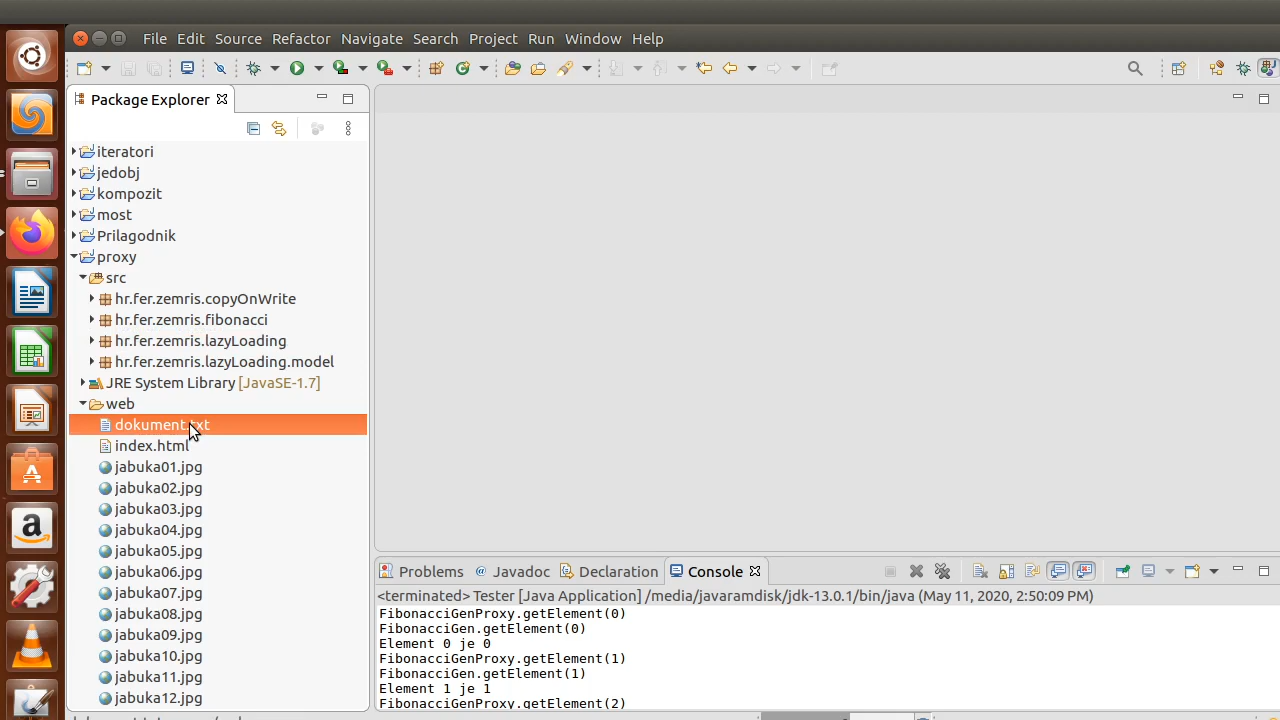 File Edit Source Refactor Navigate Search Project Run Window Help
Package Explorer
iteratori
jedobj
kompozit
most
Prilagodnik
proxy
src
hr.fer.zemris.copyOnWrite
hr.fer.zemris.fibonacci
hr.fer.zemris.lazyLoading
hr.fer.zemris.lazyLoading.model
JRE System Library [JavaSE-1.7]
web
dokument.txt
index.html
jabuka01.jpg
jabuka02.jpg
jabuka03.jpg
jabuka04.jpg
jabuka05.jpg
jabuka06.jpg
jabuka07.jpg
jabuka08.jpg
jabuka09.jpg
jabuka10.jpg
jabuka11.jpg
jabuka12.jpg
Problems @ Javadoc Declaration Console
<terminated> Tester [Java Application] /media/javaramdisk/jdk-13.0.1/bin/java (May 11, 2020, 2:50:09 PM)
FibonacciGenProxy.getElement(0)
FibonacciGen.getElement(0)
Element 0 je 0
FibonacciGenProxy.getElement(1)
FibonacciGen.getElement(1)
Element 1 je 1
FibonacciGenProxy.getElement(2)